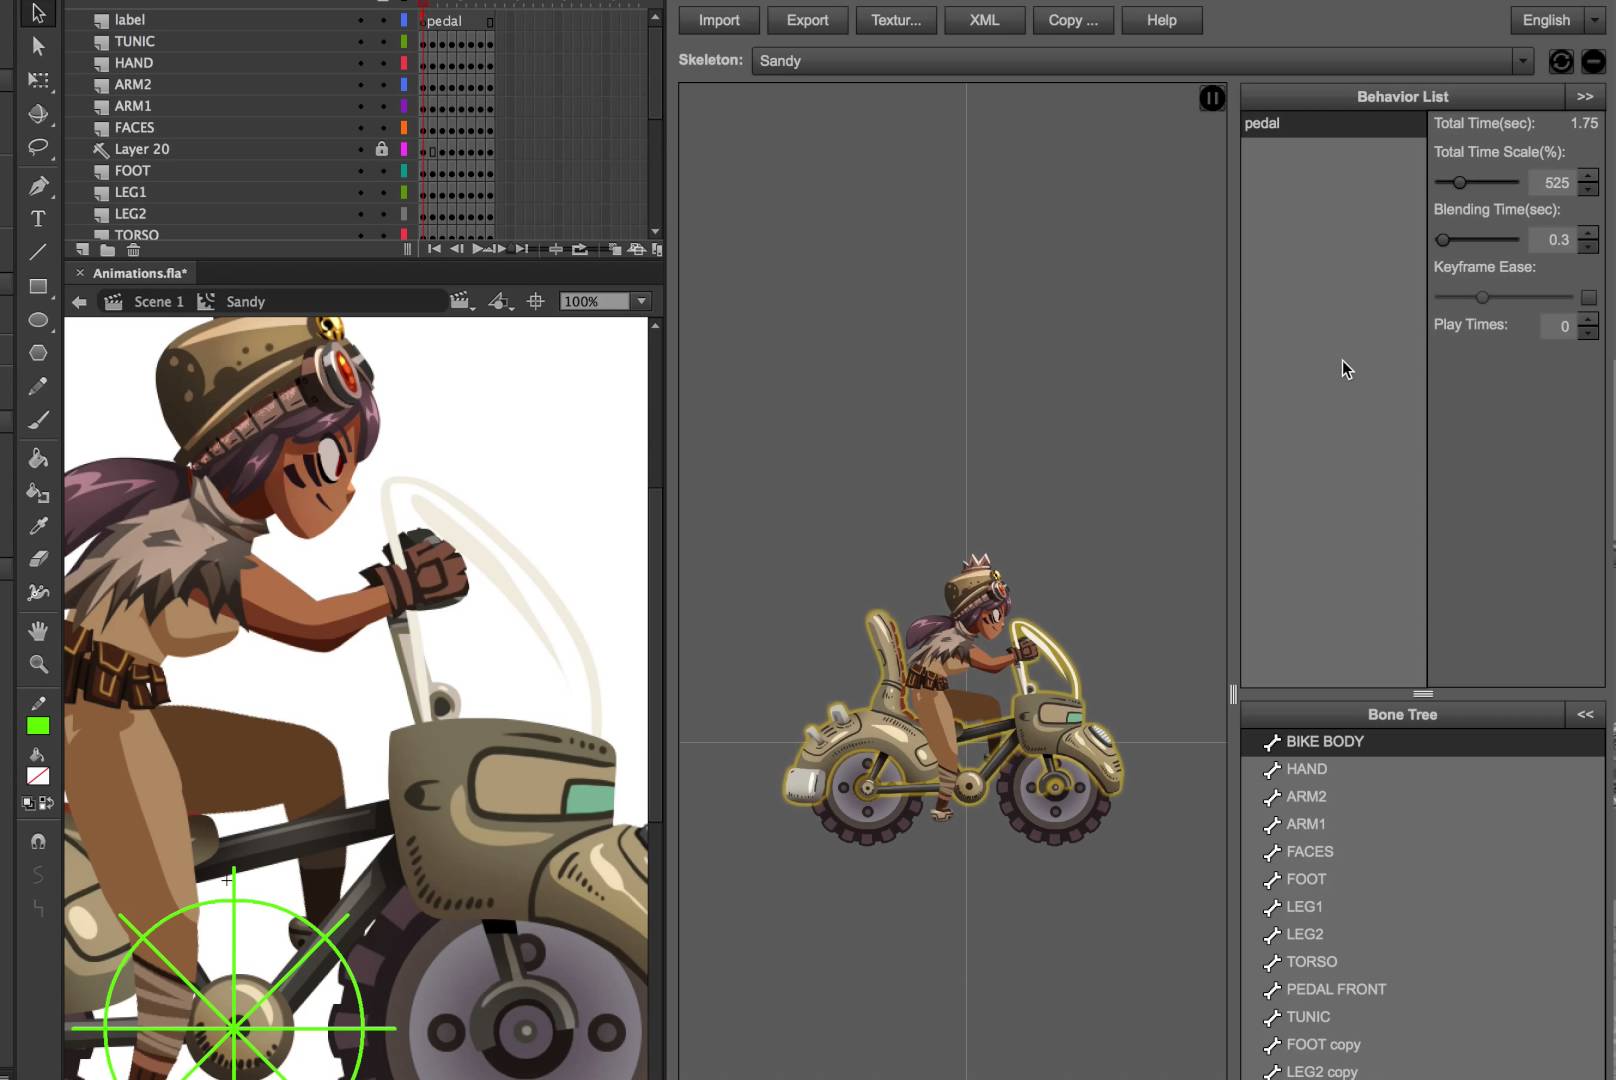 label
pedal
TUNIC
HAND
ARM2
ARM1
FACES
Layer 20
FOOT
LEG1
LEG2
TORSO
Animations.fla*
Scene 1
Sandy
100%
Import
Export
Textur...
XML
Copy ...
Help
English
Skeleton:
Sandy
Behavior List
>>
pedal
Total Time(sec):
1.75
Total Time Scale(%):
525
Blending Time(sec):
0.3
Keyframe Ease:
Play Times:
0
Bone Tree
<<
BIKE BODY
HAND
ARM2
ARM1
FACES
FOOT
LEG1
LEG2
TORSO
PEDAL FRONT
TUNIC
FOOT copy
LEG2 copy